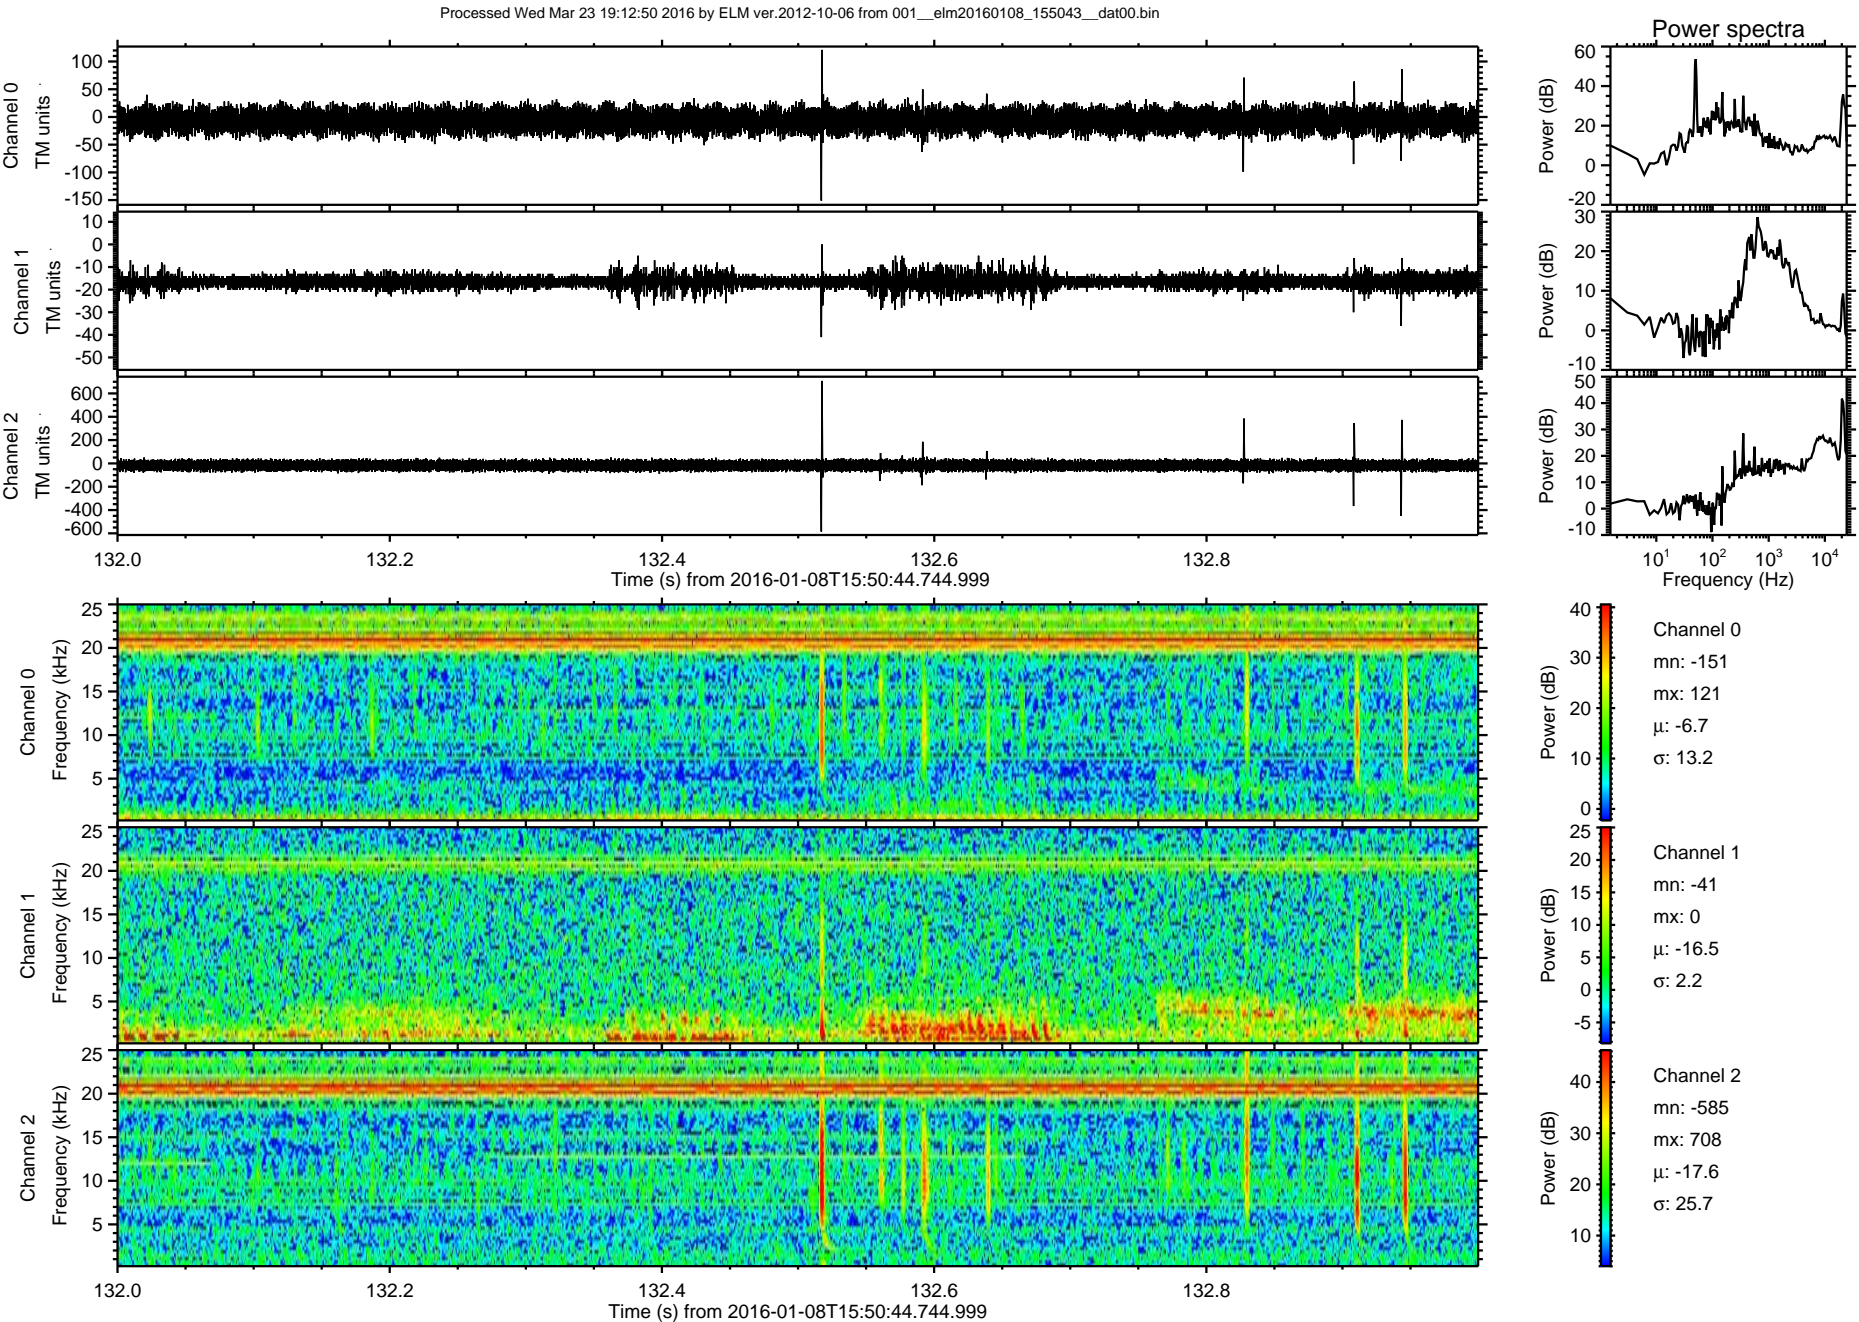 Processed Wed Mar 23 19:12:50 2016 by ELM ver.2012-10-06 from 001__elm20160108_155043__dat00.bin
Power spectra
Channel 0
TM units
100
50
0
-50
-100
-150
Power (dB)
60
40
20
0
-20
Channel 1
TM units
10
0
-10
-20
-30
-40
-50
Power (dB)
30
20
10
0
-10
Channel 2
TM units
600
400
200
0
-200
-400
-600
Power (dB)
50
40
30
20
10
0
-10
132.0 132.2 132.4 132.6 132.8
Time (s) from 2016-01-08T15:50:44.744.999
10¹ 10² 10³ 10⁴
Frequency (Hz)
Channel 0
Frequency (kHz)
25
20
15
10
5
Power (dB)
40
30
20
10
0
Channel 0
mn: -151
mx: 121
μ: -6.7
σ: 13.2
Channel 1
Frequency (kHz)
25
20
15
10
5
Power (dB)
25
20
15
10
5
0
-5
Channel 1
mn: -41
mx: 0
μ: -16.5
σ: 2.2
Channel 2
Frequency (kHz)
25
20
15
10
5
Power (dB)
40
30
20
10
Channel 2
mn: -585
mx: 708
μ: -17.6
σ: 25.7
132.0 132.2 132.4 132.6 132.8
Time (s) from 2016-01-08T15:50:44.744.999